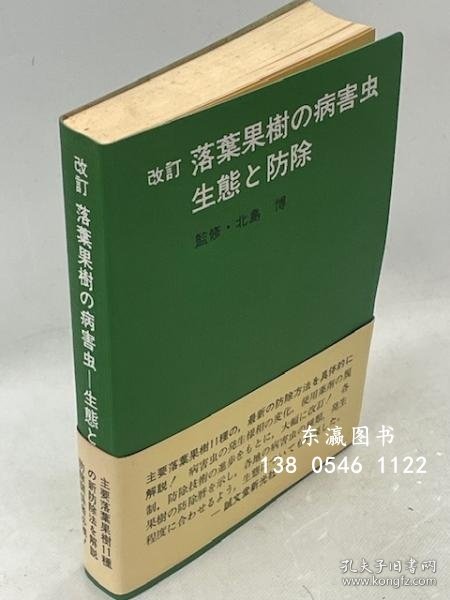 改訂 落葉果樹の病害虫
生態と防除
監修・北島 博
改訂 落葉果樹の病害虫―生態と
主要落葉果樹11種の、最新の防除方法を具体的に
解説! 病害虫の発生様相の変化、使用薬剤の規
制、防除技術の進歩をもとに、大幅に改訂! 各
果樹の防除暦を示し、各地の病害虫の
程度に合わせるよう、生
誠文堂新光社
主要落葉果樹11種
の新防除法を解説
东瀛图书
138 0546 1122
孔夫子旧书网
www.kongfz.com